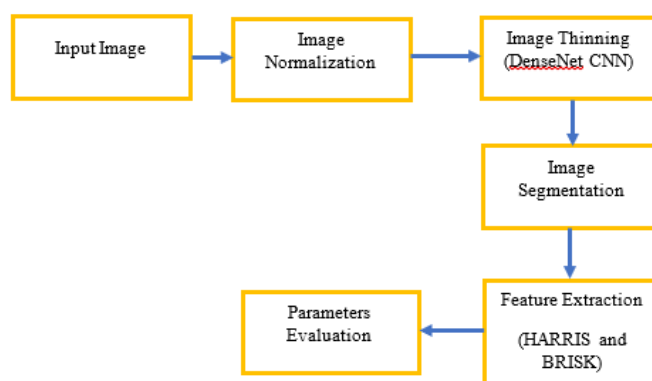 Input Image
Image
Normalization
Image Thinning
(DenseNet CNN)
Image
Segmentation
Feature Extraction
(HARRIS and
BRISK)
Parameters
Evaluation